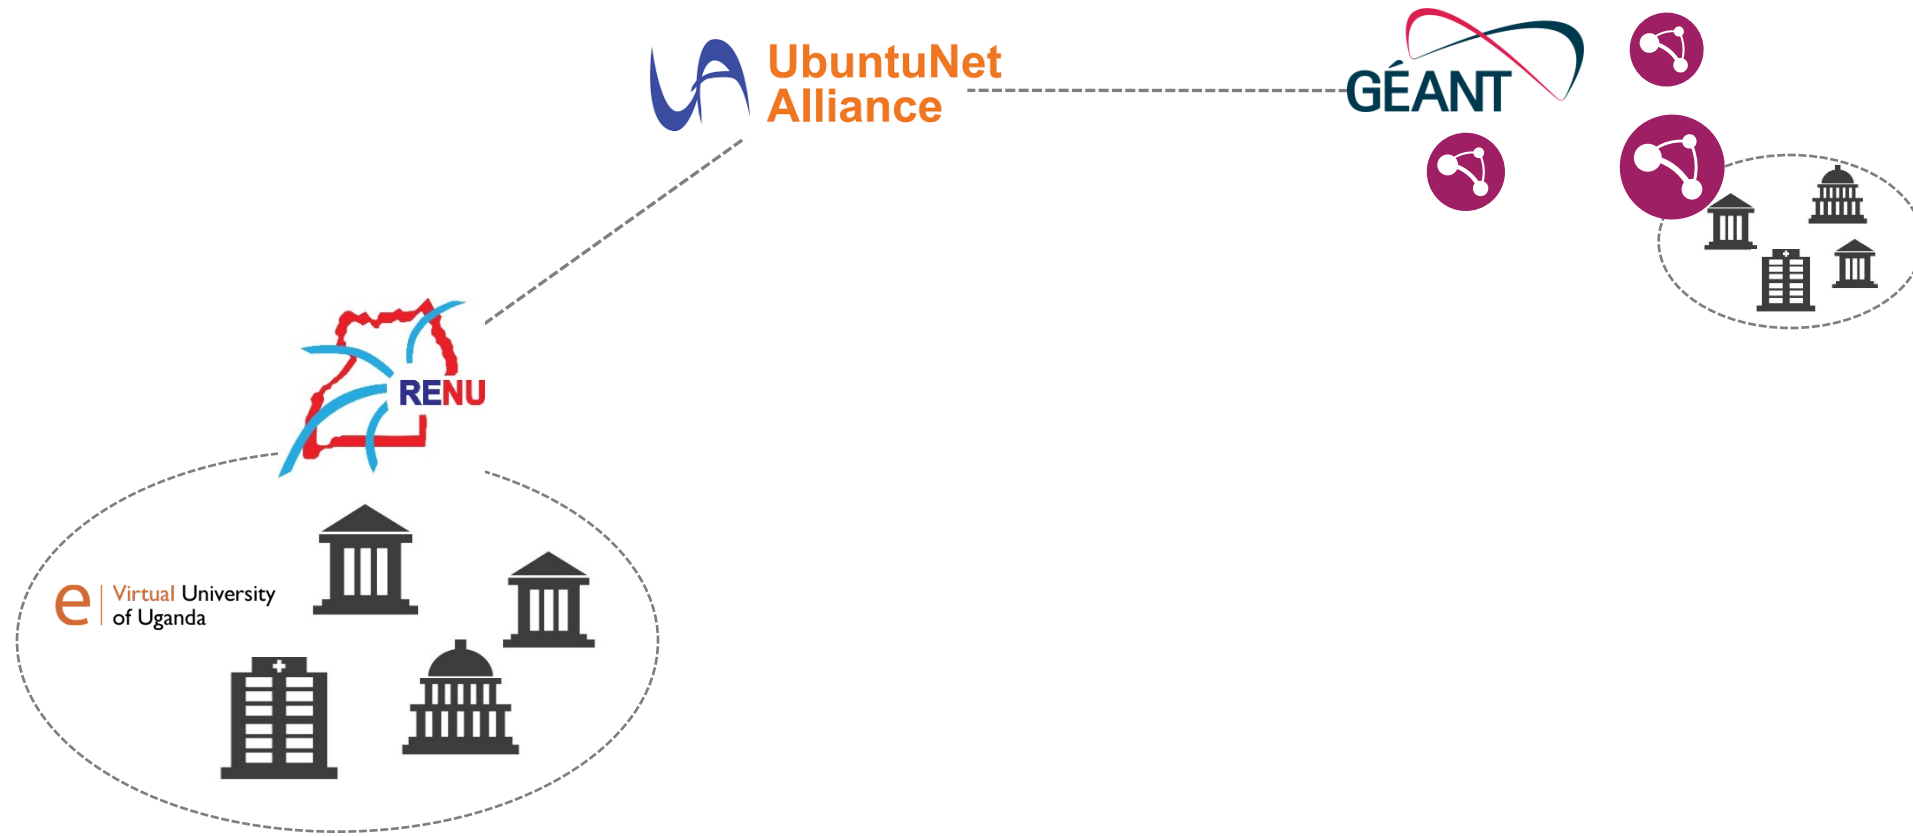 UbuntuNet
Alliance
GÉANT
RENU
e Virtual University
of Uganda